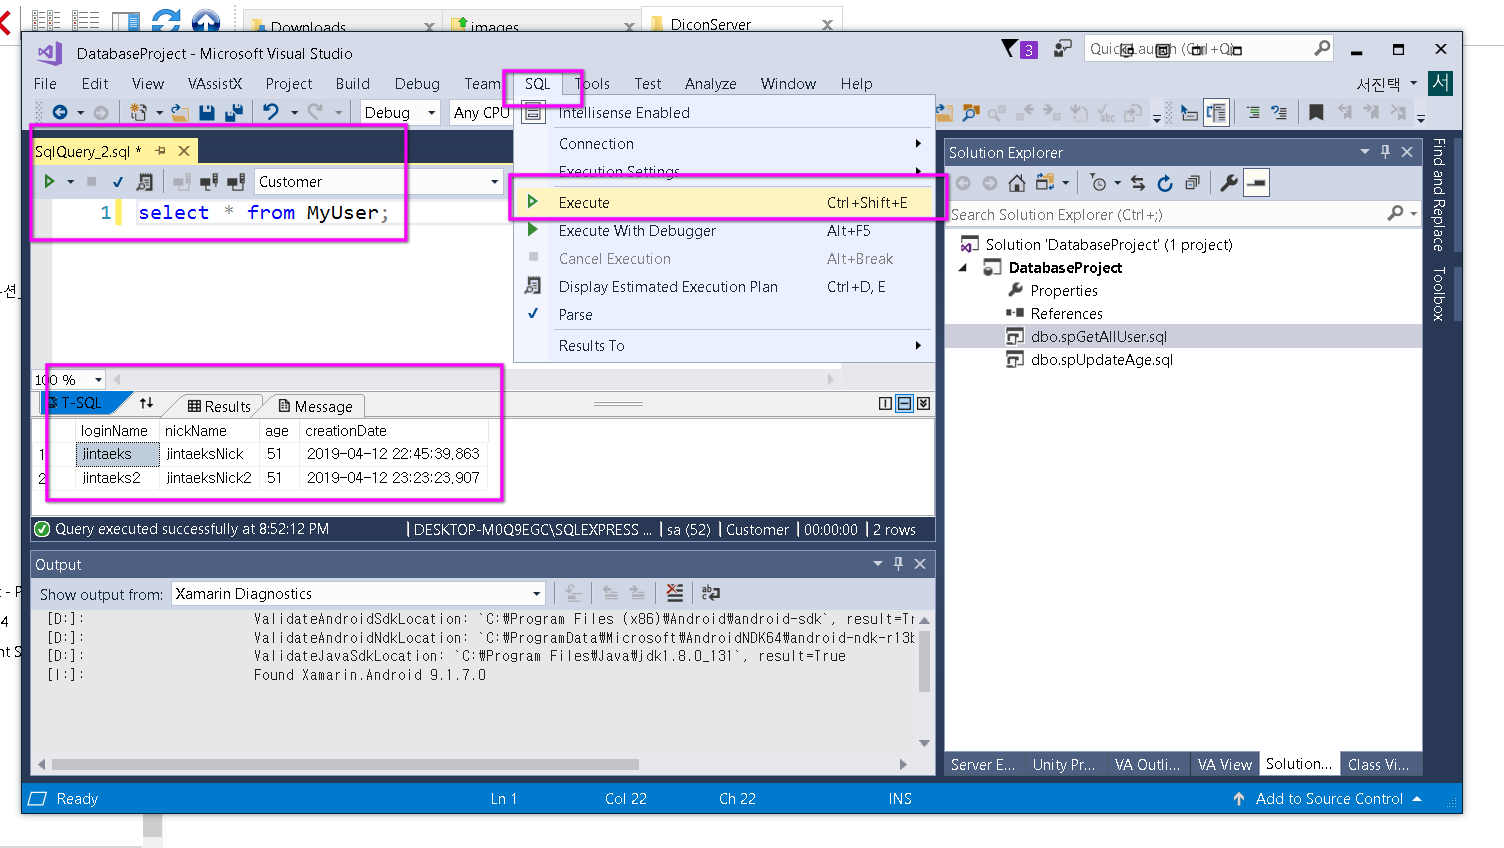 Downloads
images
DiconServer
DatabaseProject - Microsoft Visual Studio
3
Quick Launch (Ctrl+Q)
File Edit View VAssistX Project Build Debug Team SQL Tools Test Analyze Window Help
서진택 서
Debug Any CPU
Intellisense Enabled
Connection
Execution Settings
Execute Ctrl+Shift+E
Execute With Debugger Alt+F5
Cancel Execution Alt+Break
Display Estimated Execution Plan Ctrl+D, E
Parse
Results To
SqlQuery_2.sql *
Customer
1 select * from MyUser;
100 %
T-SQL Results Message
loginName nickName age creationDate
1 jintaeks jintaeksNick 51 2019-04-12 22:45:39,863
2 jintaeks2 jintaeksNick2 51 2019-04-12 23:23:23,907
Query executed successfully at 8:52:12 PM DESKTOP-M0Q9EGC\SQLEXPRESS ... sa (52) Customer 00:00:00 2 rows
Output
Show output from: Xamarin Diagnostics
[D:]: ValidateAndroidSdkLocation: `C:₩Program Files (x86)₩Android₩android-sdk`, result=Tr
[D:]: ValidateAndroidNdkLocation: `C:₩ProgramData₩Microsoft₩AndroidNDK64₩android-ndk-r13b
[D:]: ValidateJavaSdkLocation: `C:₩Program Files₩Java₩jdk1.8.0_131`, result=True
[I:]: Found Xamarin.Android 9.1.7.0
Solution Explorer
Search Solution Explorer (Ctrl+;)
Solution 'DatabaseProject' (1 project)
DatabaseProject
Properties
References
dbo.spGetAllUser.sql
dbo.spUpdateAge.sql
Find and Replace
Toolbox
Server E... Unity Pr... VA Outli... VA View Solution... Class Vi...
Ready Ln 1 Col 22 Ch 22 INS Add to Source Control